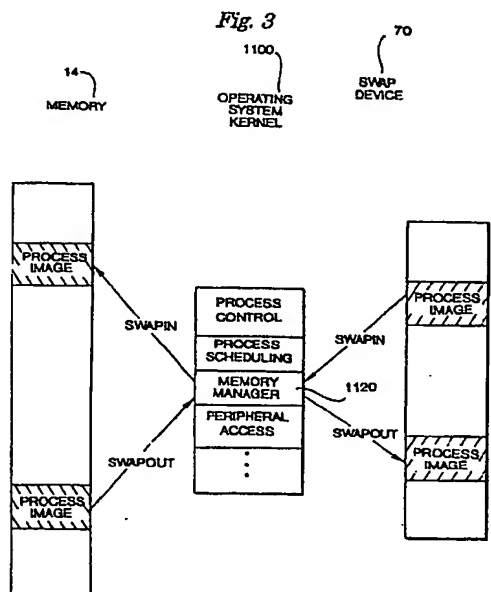 Fig. 3
14
MEMORY
1100
OPERATING
SYSTEM
KERNEL
70
SWAP
DEVICE
PROCESS
IMAGE
SWAPIN
SWAPOUT
PROCESS
IMAGE
PROCESS
CONTROL
PROCESS
SCHEDULING
MEMORY
MANAGER
PERIPHERAL
ACCESS
1120
SWAPIN
SWAPOUT
PROCESS
IMAGE
PROCESS
IMAGE